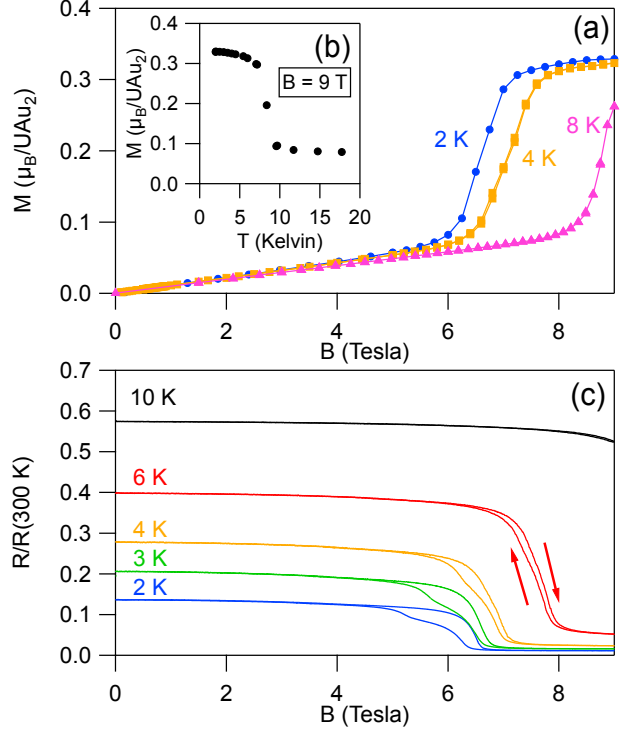 (a)
(b)
B = 9 T
M (μB/UAu2)
0.4
0.3
0.2
0.1
0.0
0 5 10 15 20
T (Kelvin)
2 K
4 K
8 K
M (μB/UAu2)
0.4
0.3
0.2
0.1
0.0
0 2 4 6 8
B (Tesla)
(c)
R/R(300 K)
0.7
0.6
0.5
0.4
0.3
0.2
0.1
0.0
10 K
6 K
4 K
3 K
2 K
0 2 4 6 8
B (Tesla)